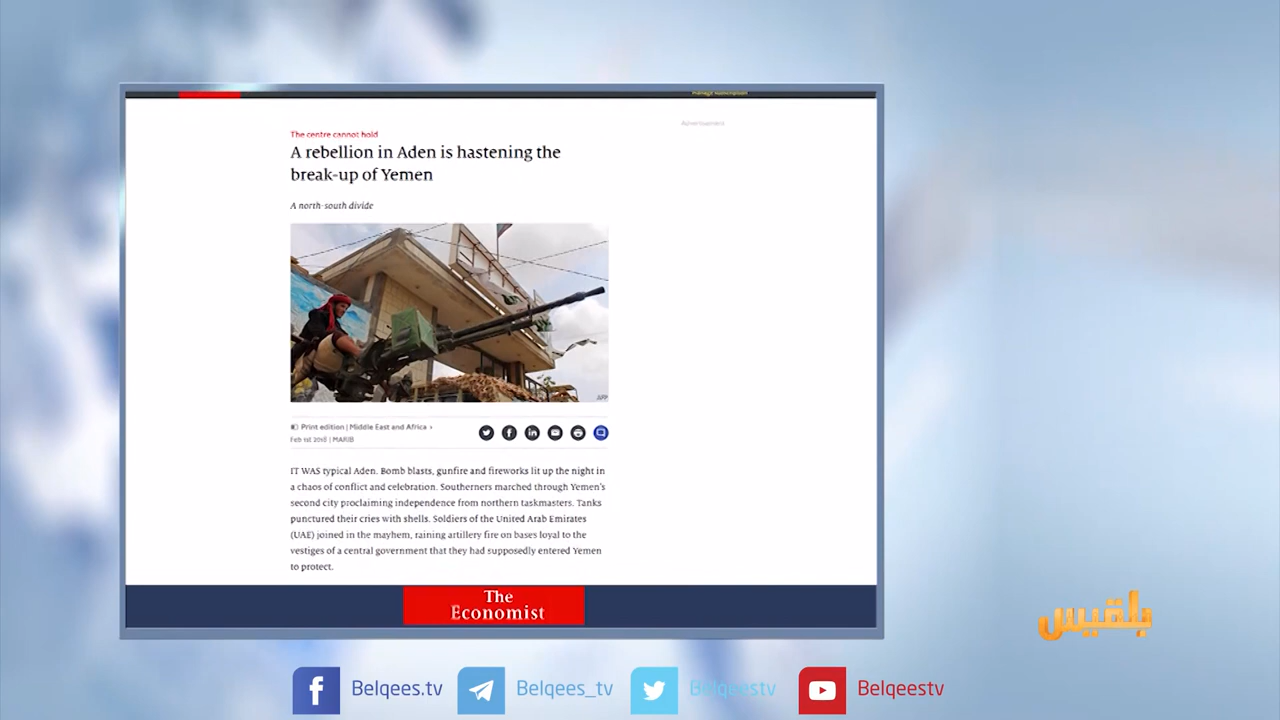 Manage subscription
Advertisement
The centre cannot hold
A rebellion in Aden is hastening the
break-up of Yemen
A north-south divide
AFP
Print edition | Middle East and Africa ›
Feb 1st 2018 | MARIB
IT WAS typical Aden. Bomb blasts, gunfire and fireworks lit up the night in
a chaos of conflict and celebration. Southerners marched through Yemen's
second city proclaiming independence from northern taskmasters. Tanks
punctured their cries with shells. Soldiers of the United Arab Emirates
(UAE) joined in the mayhem, raining artillery fire on bases loyal to the
vestiges of a central government that they had supposedly entered Yemen
to protect.
The
Economist
بلقيس
Belqees.tv
Belqees_tv
Belqeestv
Belqeestv